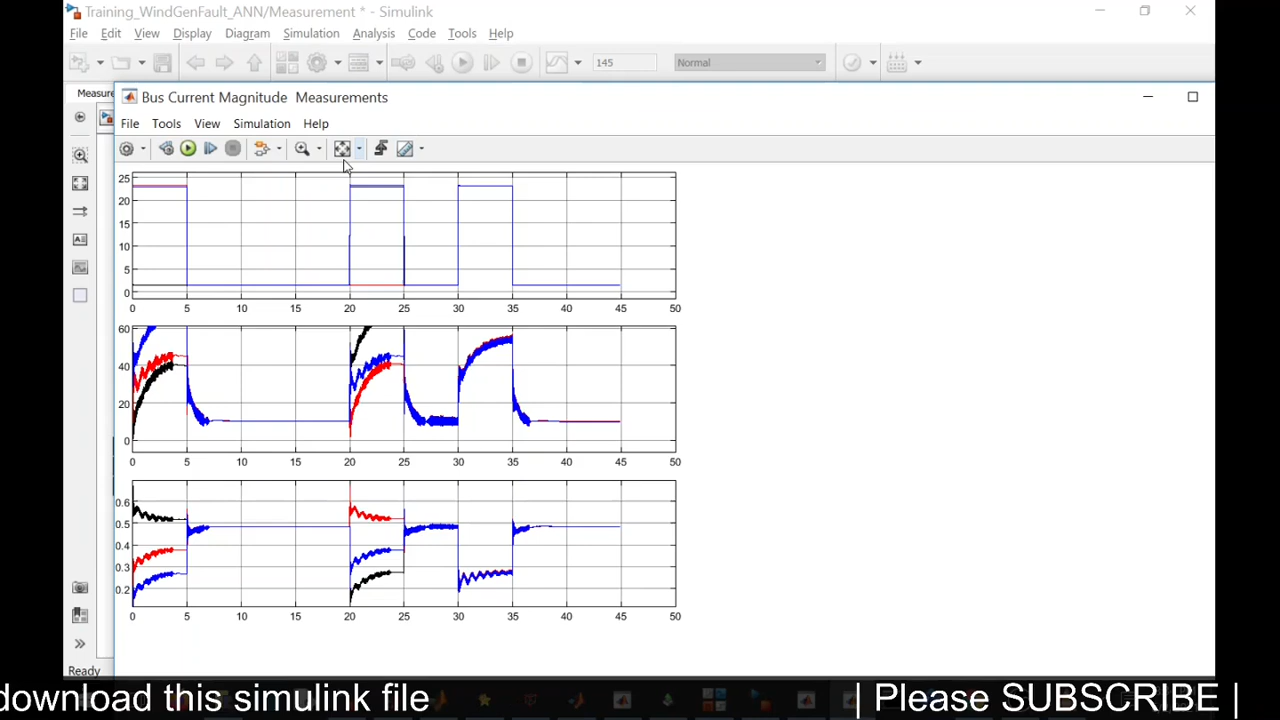 Training_WindGenFault_ANN/Measurement * - Simulink
File Edit View Display Diagram Simulation Analysis Code Tools Help
145 Normal
Measure
Bus Current Magnitude Measurements
File Tools View Simulation Help
25
20
15
10
5
0
0 5 10 15 20 25 30 35 40 45 50
60
40
20
0
0 5 10 15 20 25 30 35 40 45 50
0.6
0.5
0.4
0.3
0.2
0 5 10 15 20 25 30 35 40 45 50
Ready
download this simulink file | Please SUBSCRIBE |